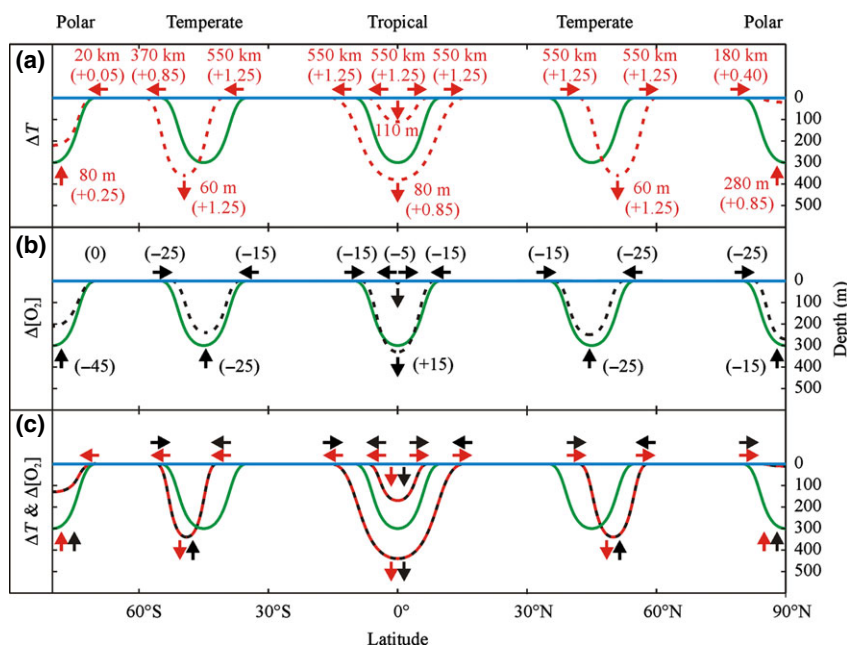 Polar Temperate Tropical Temperate Polar
(a)
20 km 370 km 550 km 550 km 550 km 550 km 550 km 550 km 180 km
(+0.05) (+0.85) (+1.25) (+1.25) (+1.25) (+1.25) (+1.25) (+1.25) (+0.40)
ΔT
110 m
80 m 60 m 80 m 60 m 280 m
(+0.25) (+1.25) (+0.85) (+1.25) (+0.85)
0
100
200
300
400
500
(b)
(0) (−25) (−15) (−15) (−5) (−15) (−15) (−25) (−25)
Δ[O₂]
(−45) (−25) (+15) (−25) (−15)
0
100
200
300
400
500
Depth (m)
(c)
ΔT & Δ[O₂]
0
100
200
300
400
500
60°S 30°S 0° 30°N 60°N 90°N
Latitude